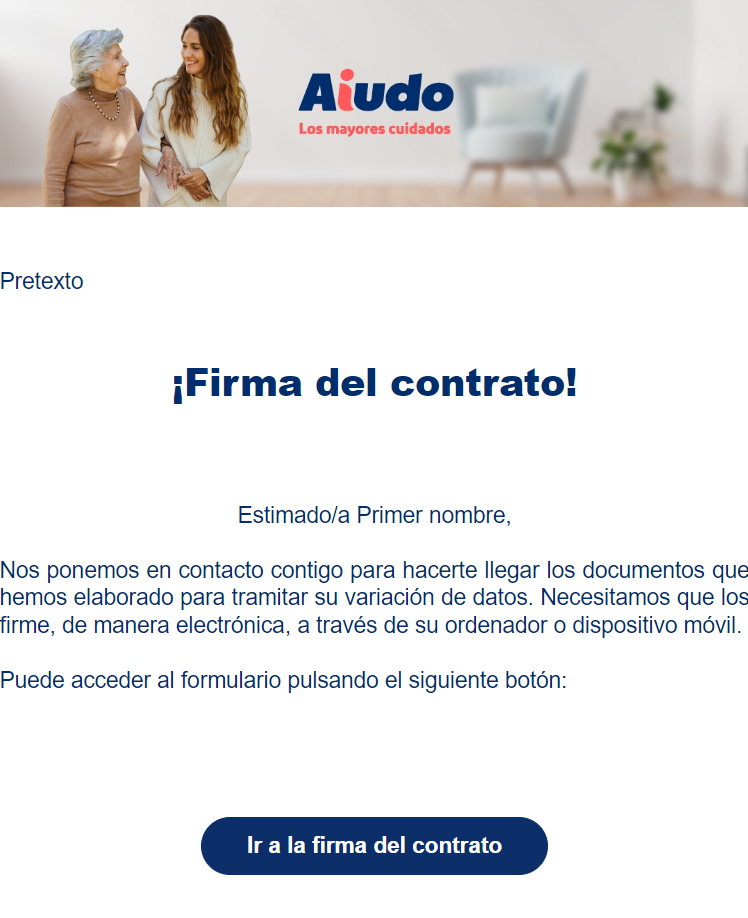 Aiudo
Los mayores cuidados
Pretexto
¡Firma del contrato!
Estimado/a Primer nombre,
Nos ponemos en contacto contigo para hacerte llegar los documentos que
hemos elaborado para tramitar su variación de datos. Necesitamos que los
firme, de manera electrónica, a través de su ordenador o dispositivo móvil.
Puede acceder al formulario pulsando el siguiente botón:
Ir a la firma del contrato